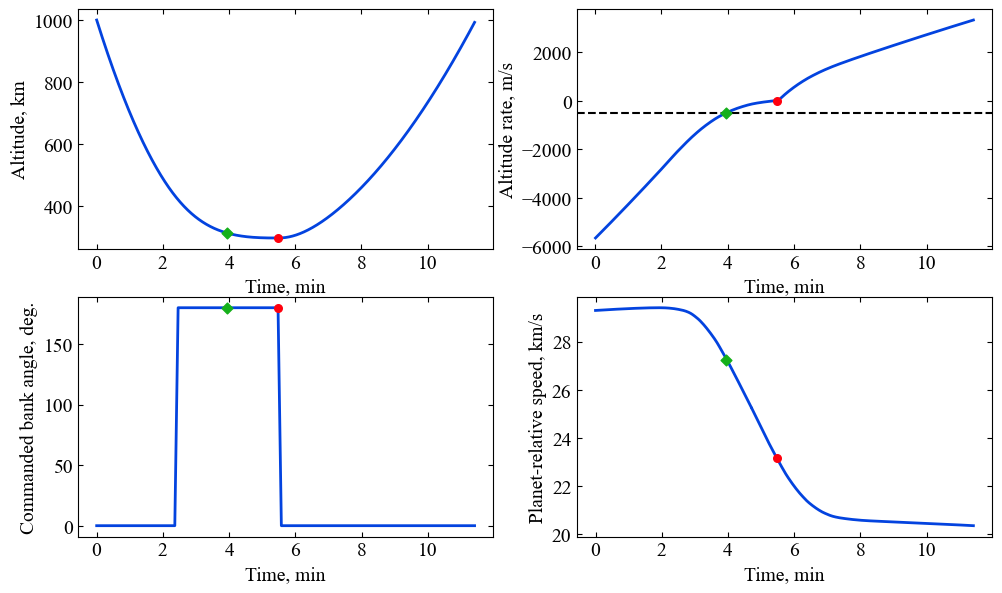 Altitude, km
1000
800
600
400
0 2 4 6 8 10
Time, min
Altitude rate, m/s
2000
0
−2000
−4000
−6000
0 2 4 6 8 10
Time, min
Commanded bank angle, deg.
150
100
50
0
0 2 4 6 8 10
Time, min
Planet-relative speed, km/s
28
26
24
22
20
0 2 4 6 8 10
Time, min